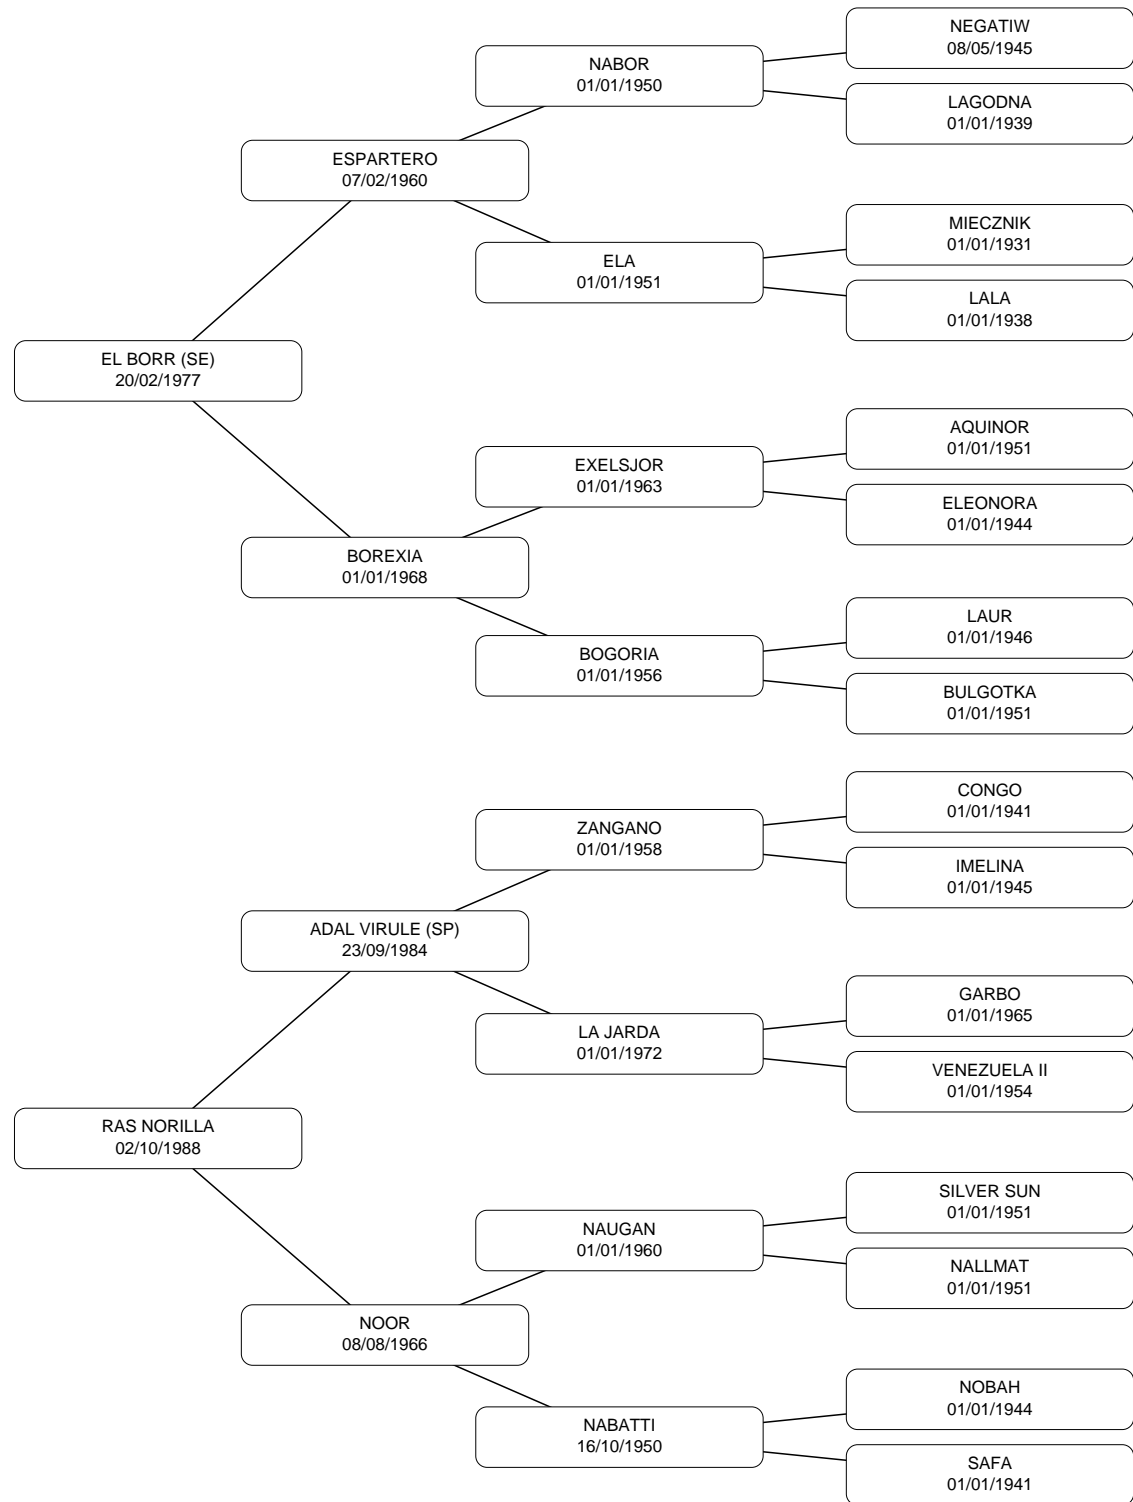 NEGATIW
08/05/1945
NABOR
01/01/1950
LAGODNA
01/01/1939
ESPARTERO
07/02/1960
MIECZNIK
01/01/1931
ELA
01/01/1951
LALA
01/01/1938
EL BORR (SE)
20/02/1977
AQUINOR
01/01/1951
EXELSJOR
01/01/1963
ELEONORA
01/01/1944
BOREXIA
01/01/1968
LAUR
01/01/1946
BOGORIA
01/01/1956
BULGOTKA
01/01/1951
CONGO
01/01/1941
ZANGANO
01/01/1958
IMELINA
01/01/1945
ADAL VIRULE (SP)
23/09/1984
GARBO
01/01/1965
LA JARDA
01/01/1972
VENEZUELA II
01/01/1954
RAS NORILLA
02/10/1988
SILVER SUN
01/01/1951
NAUGAN
01/01/1960
NALLMAT
01/01/1951
NOOR
08/08/1966
NOBAH
01/01/1944
NABATTI
16/10/1950
SAFA
01/01/1941